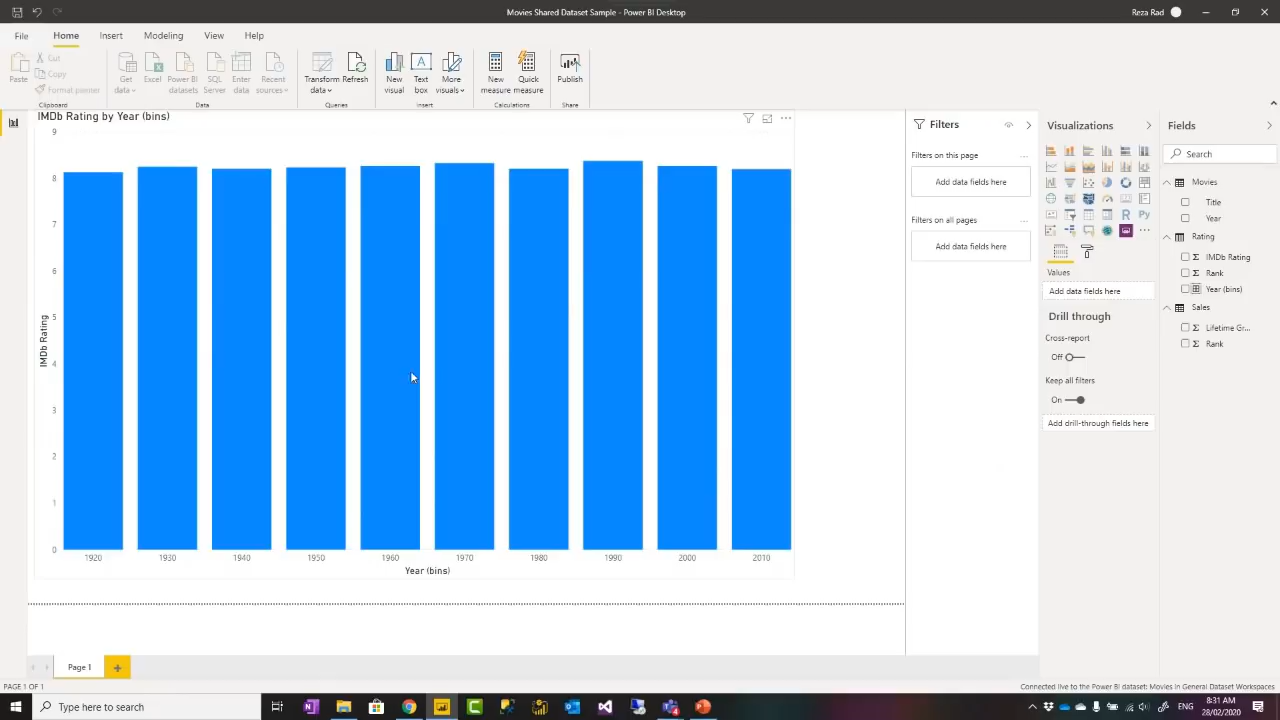 Movies Shared Dataset Sample - Power BI Desktop
Reza Rad
File Home Insert Modeling View Help
Paste
Cut
Copy
Format painter
Clipboard
Get data
Excel
Power BI datasets
SQL Server
Enter data
Recent sources
Data
Transform data
Refresh
Queries
New visual
Text box
More visuals
Insert
New measure
Quick measure
Calculations
Publish
Share
IMDb Rating by Year (bins)
9
8
7
6
5
4
3
2
1
0
IMDb Rating
1920 1930 1940 1950 1960 1970 1980 1990 2000 2010
Year (bins)
Filters
Filters on this page
Add data fields here
Filters on all pages
Add data fields here
Visualizations
R Py
Values
Add data fields here
Drill through
Cross-report
Off
Keep all filters
On
Add drill-through fields here
Fields
Search
Movies
Title
Year
Rating
IMDb Rating
Rank
Year (bins)
Sales
Lifetime Gr...
Rank
Page 1
PAGE 1 OF 1
Connected live to the Power BI dataset: Movies in General Dataset Workspaces
Type here to search
ENG
8:31 AM
28/02/2020